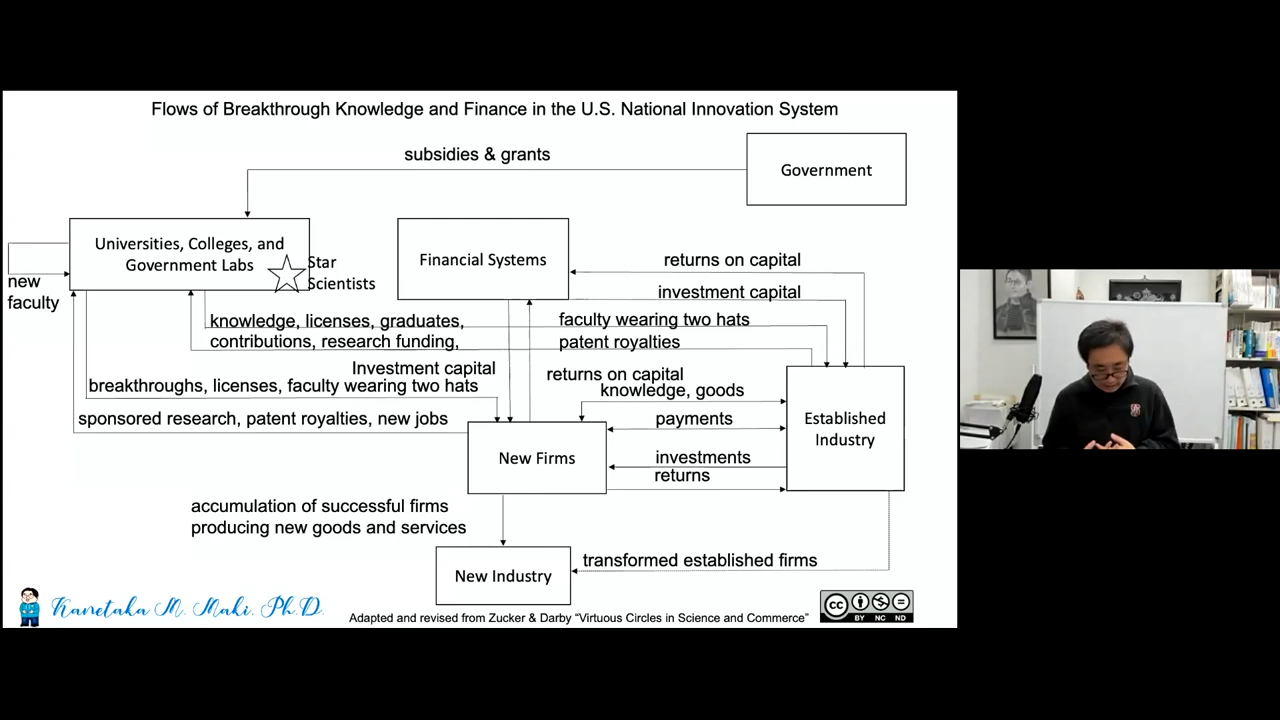 Flows of Breakthrough Knowledge and Finance in the U.S. National Innovation System
subsidies & grants
Government
Universities, Colleges, and
Government Labs
Star
Scientists
new
faculty
Financial Systems
returns on capital
investment capital
knowledge, licenses, graduates,
faculty wearing two hats
contributions, research funding,
patent royalties
Investment capital
returns on capital
breakthroughs, licenses, faculty wearing two hats
knowledge, goods
sponsored research, patent royalties, new jobs
payments
Established
Industry
New Firms
investments
returns
accumulation of successful firms
producing new goods and services
New Industry
transformed established firms
Kanetaka M. Maki, Ph.D.
Adapted and revised from Zucker & Darby “Virtuous Circles in Science and Commerce”
cc
BY NC ND